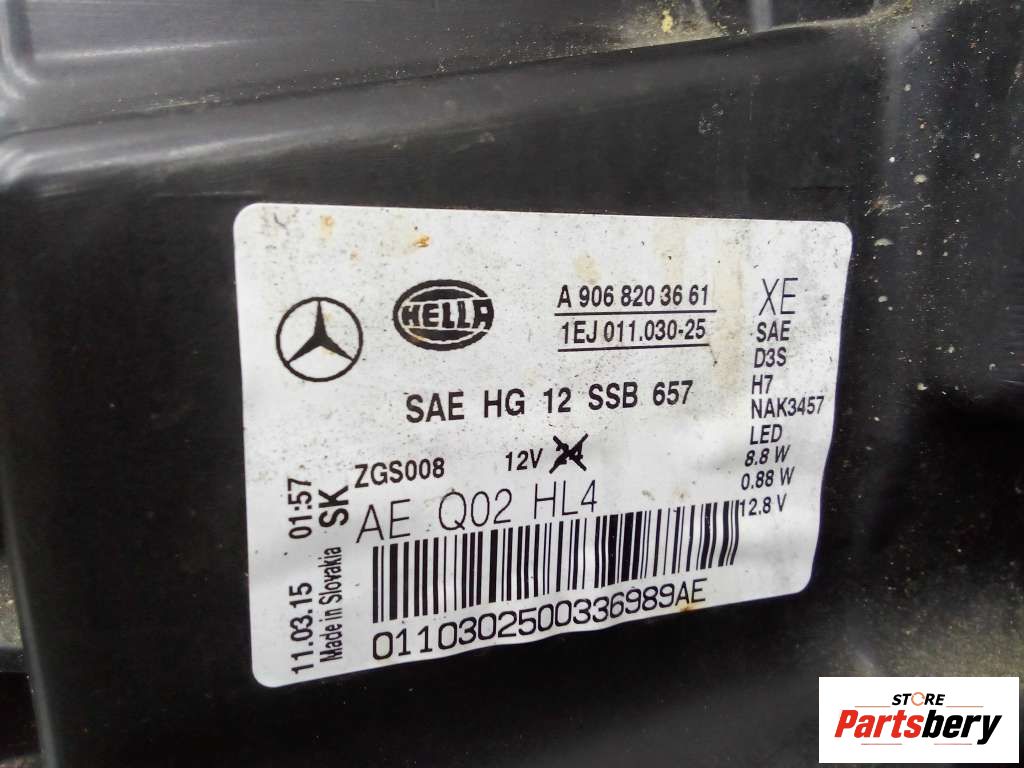 HELLA
A 906 820 36 61
1EJ 011.030-25
XE
SAE
D3S
H7
NAK3457
LED
8.8 W
0.88 W
12.8 V
SAE HG 12 SSB 657
ZGS008 12V 24
AE Q02 HL4
01103025003369 89AE
11.03.15 01:57
Made in Slovakia SK
STORE
Partsbery